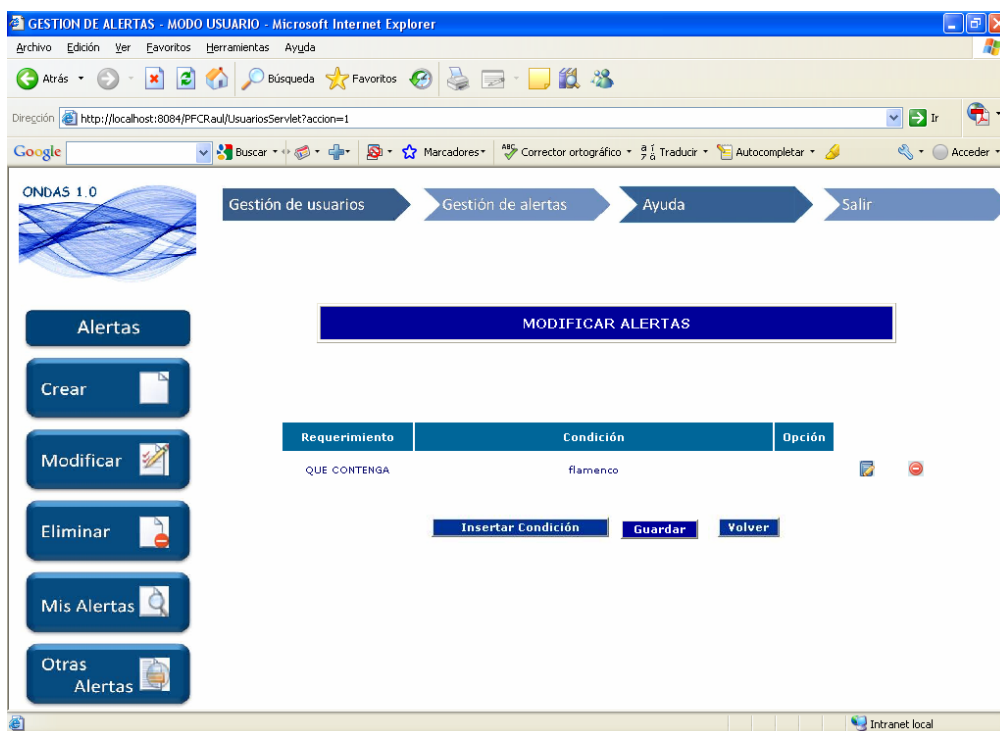 GESTION DE ALERTAS - MODO USUARIO - Microsoft Internet Explorer
Archivo Edición Ver Favoritos Herramientas Ayuda
Atrás Búsqueda Favoritos
Dirección http://localhost:8084/PFCRaul/UsuariosServlet?accion=1 Ir
Google Buscar Marcadores ABC Corrector ortográfico Traducir Autocompletar Acceder
ONDAS 1.0
Gestión de usuarios Gestión de alertas Ayuda Salir
Alertas
MODIFICAR ALERTAS
Crear
Requerimiento Condición Opción
Modificar
QUE CONTENGA flamenco
Insertar Condición Guardar Volver
Eliminar
Mis Alertas
Otras
Alertas
Intranet local